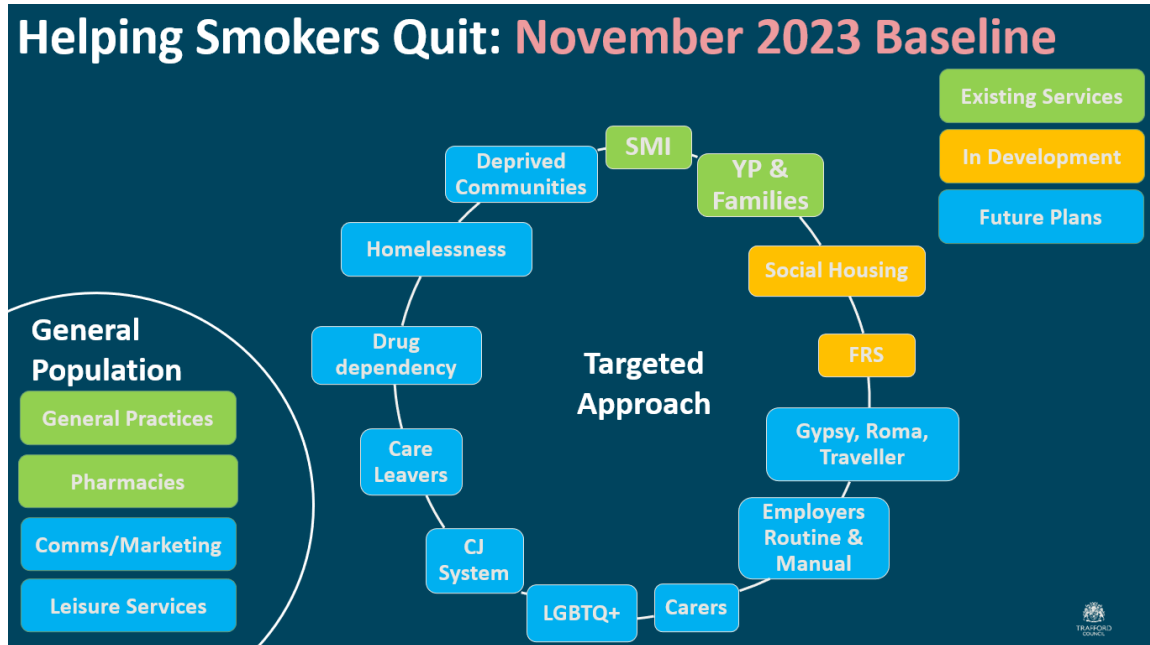 Helping Smokers Quit: November 2023 Baseline
Existing Services
In Development
Future Plans
SMI
YP &
Families
Social Housing
FRS
Gypsy, Roma,
Traveller
Employers
Routine &
Manual
Carers
LGBTQ+
CJ
System
Care
Leavers
Drug
dependency
Homelessness
Deprived
Communities
Targeted
Approach
General
Population
General Practices
Pharmacies
Comms/Marketing
Leisure Services
TRAFFORD
COUNCIL